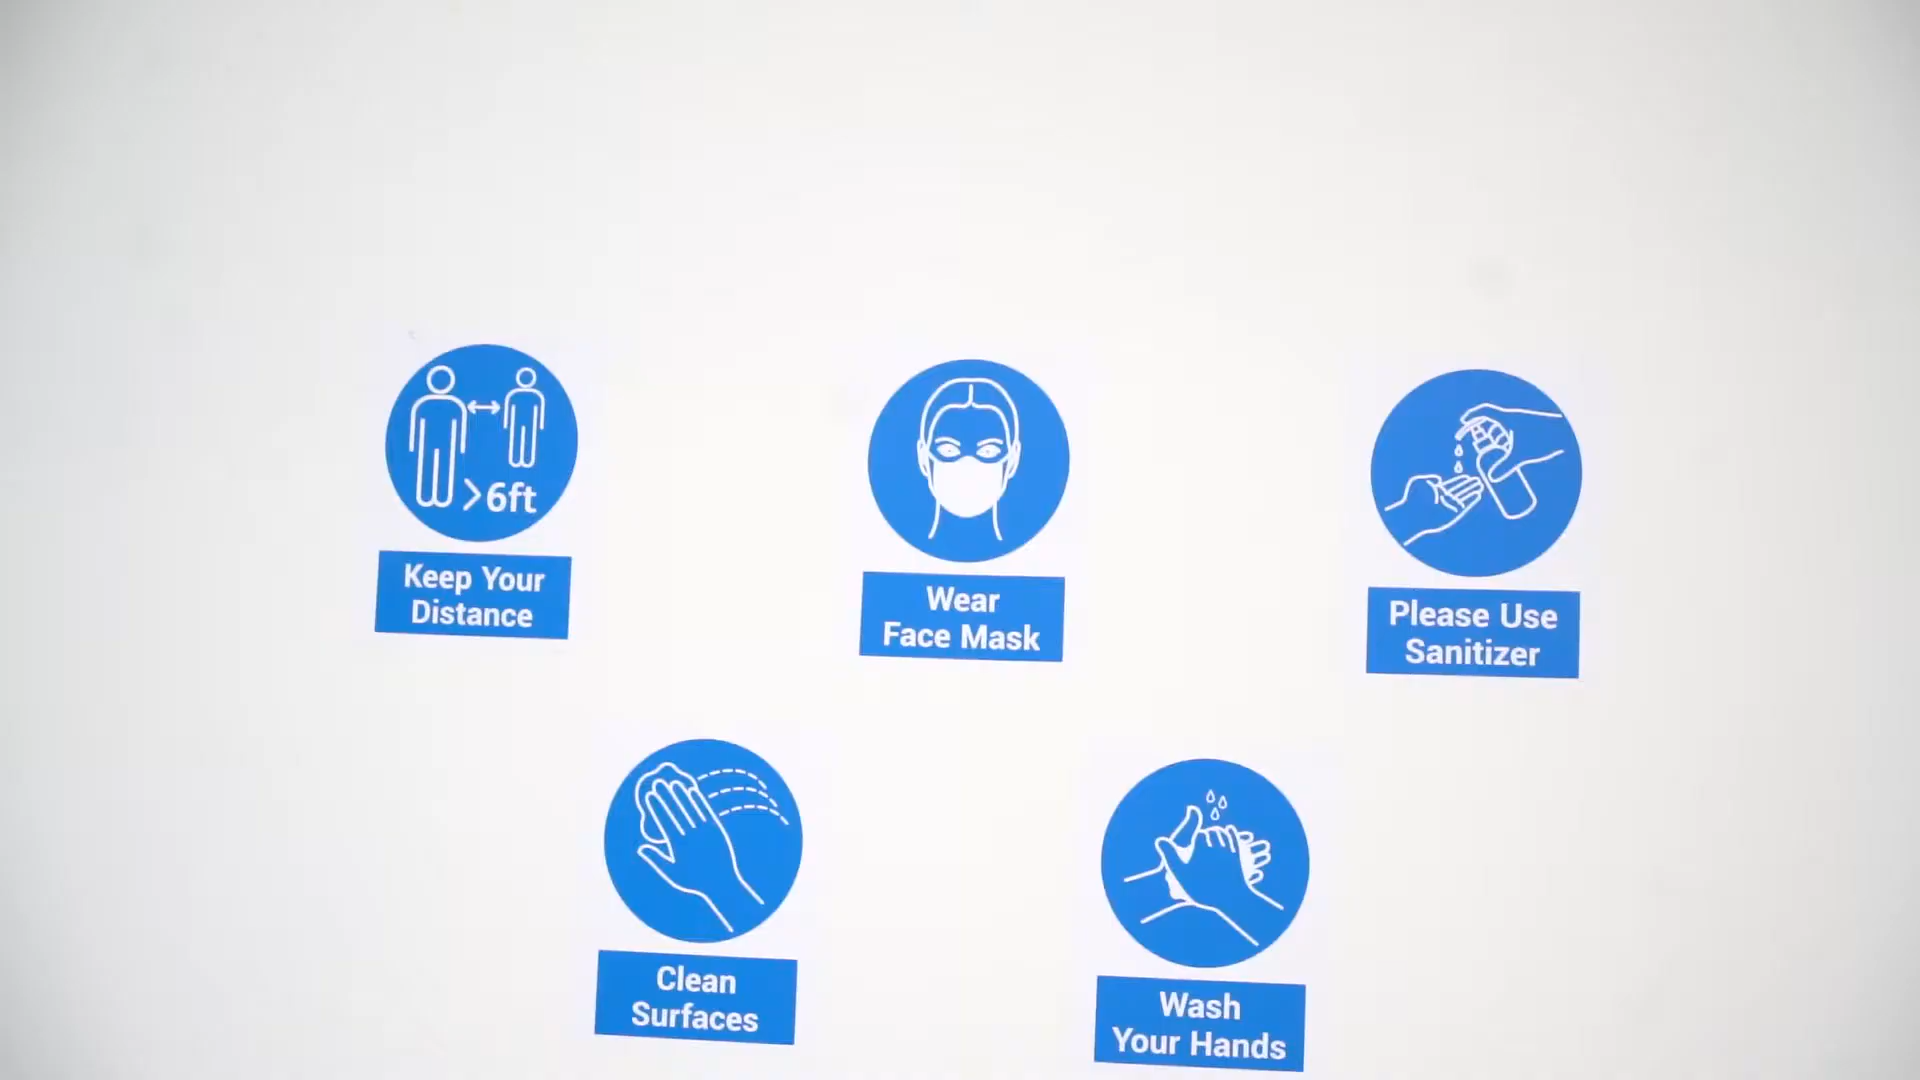 >6ft
Keep Your
Distance
Wear
Face Mask
Please Use
Sanitizer
Clean
Surfaces
Wash
Your Hands